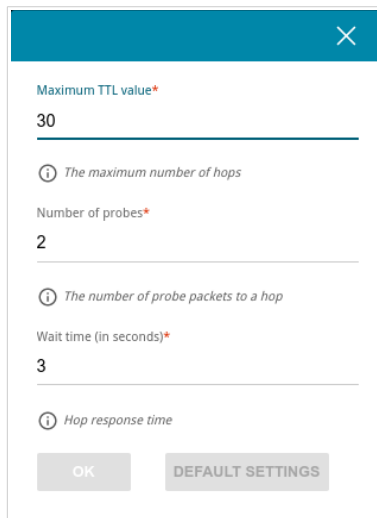 Maximum TTL value*
30
The maximum number of hops
Number of probes*
2
The number of probe packets to a hop
Wait time (in seconds)*
3
Hop response time
OK DEFAULT SETTINGS